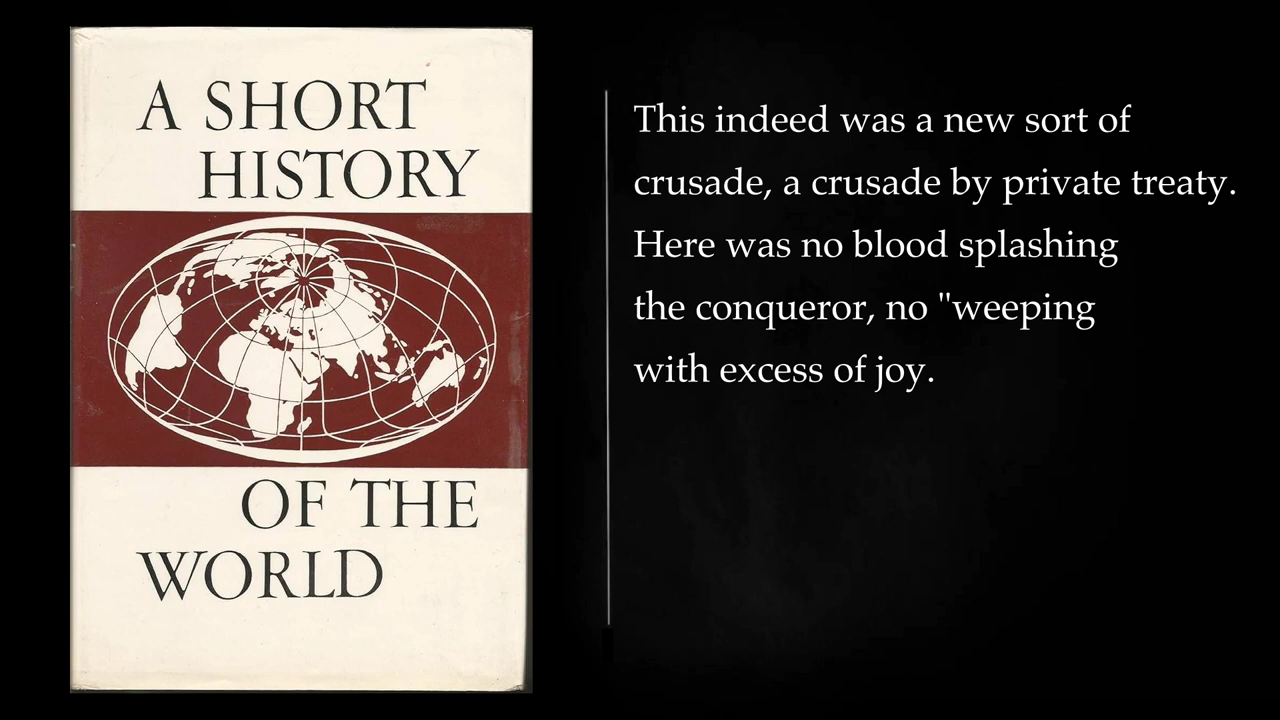 A SHORT
HISTORY
OF THE
WORLD
This indeed was a new sort of
crusade, a crusade by private treaty.
Here was no blood splashing
the conqueror, no "weeping
with excess of joy.